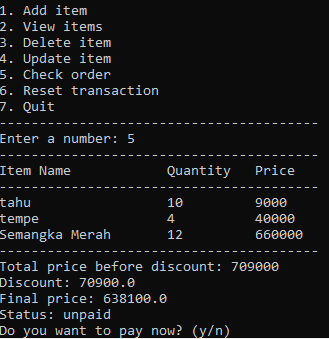 1. Add item
2. View items
3. Delete item
4. Update item
5. Check order
6. Reset transaction
7. Quit
----------------------------------------
Enter a number: 5
----------------------------------------
Item Name Quantity Price
----------------------------------------
tahu 10 9000
tempe 4 40000
Semangka Merah 12 660000
----------------------------------------
Total price before discount: 709000
Discount: 70900.0
Final price: 638100.0
Status: unpaid
Do you want to pay now? (y/n)